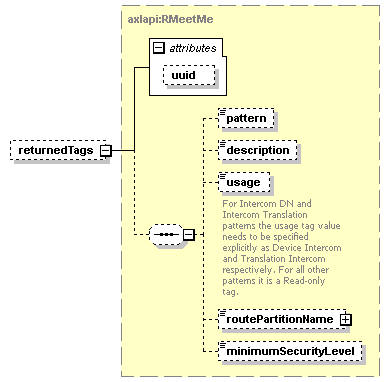 axlapi:RMeetMe
attributes
uuid
returnedTags
pattern
description
usage
For Intercom DN and
Intercom Translation
patterns the usage tag value
needs to be specified
explicitly as Device Intercom
and Translation Intercom
respectively. For all other
patterns it is a Read-only
tag.
routePartitionName
minimumSecurityLevel